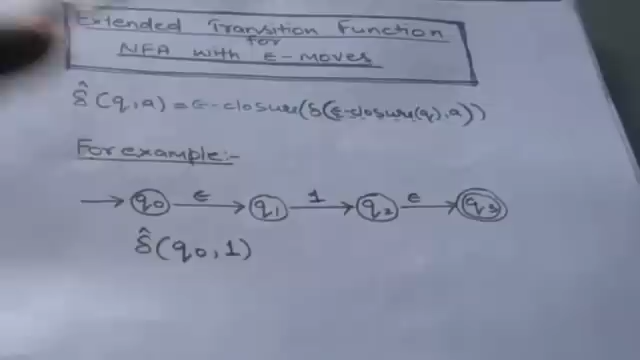 Extended Transition Function
for
NFA with ε-moves
δ̂(q,a) = ε-closure(δ(ε-closure(q),a))
For example:-
q0 ε q1 1 q2 ε q3
δ̂(q0,1)